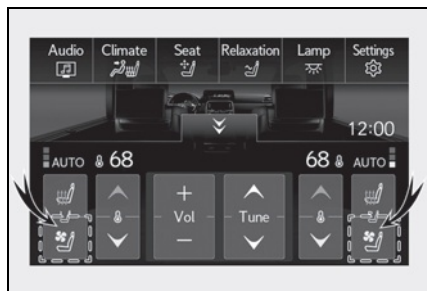 Audio Climate Seat Relaxation Lamp Settings
12:00
AUTO 68 68 AUTO
+
Vol Tune
−